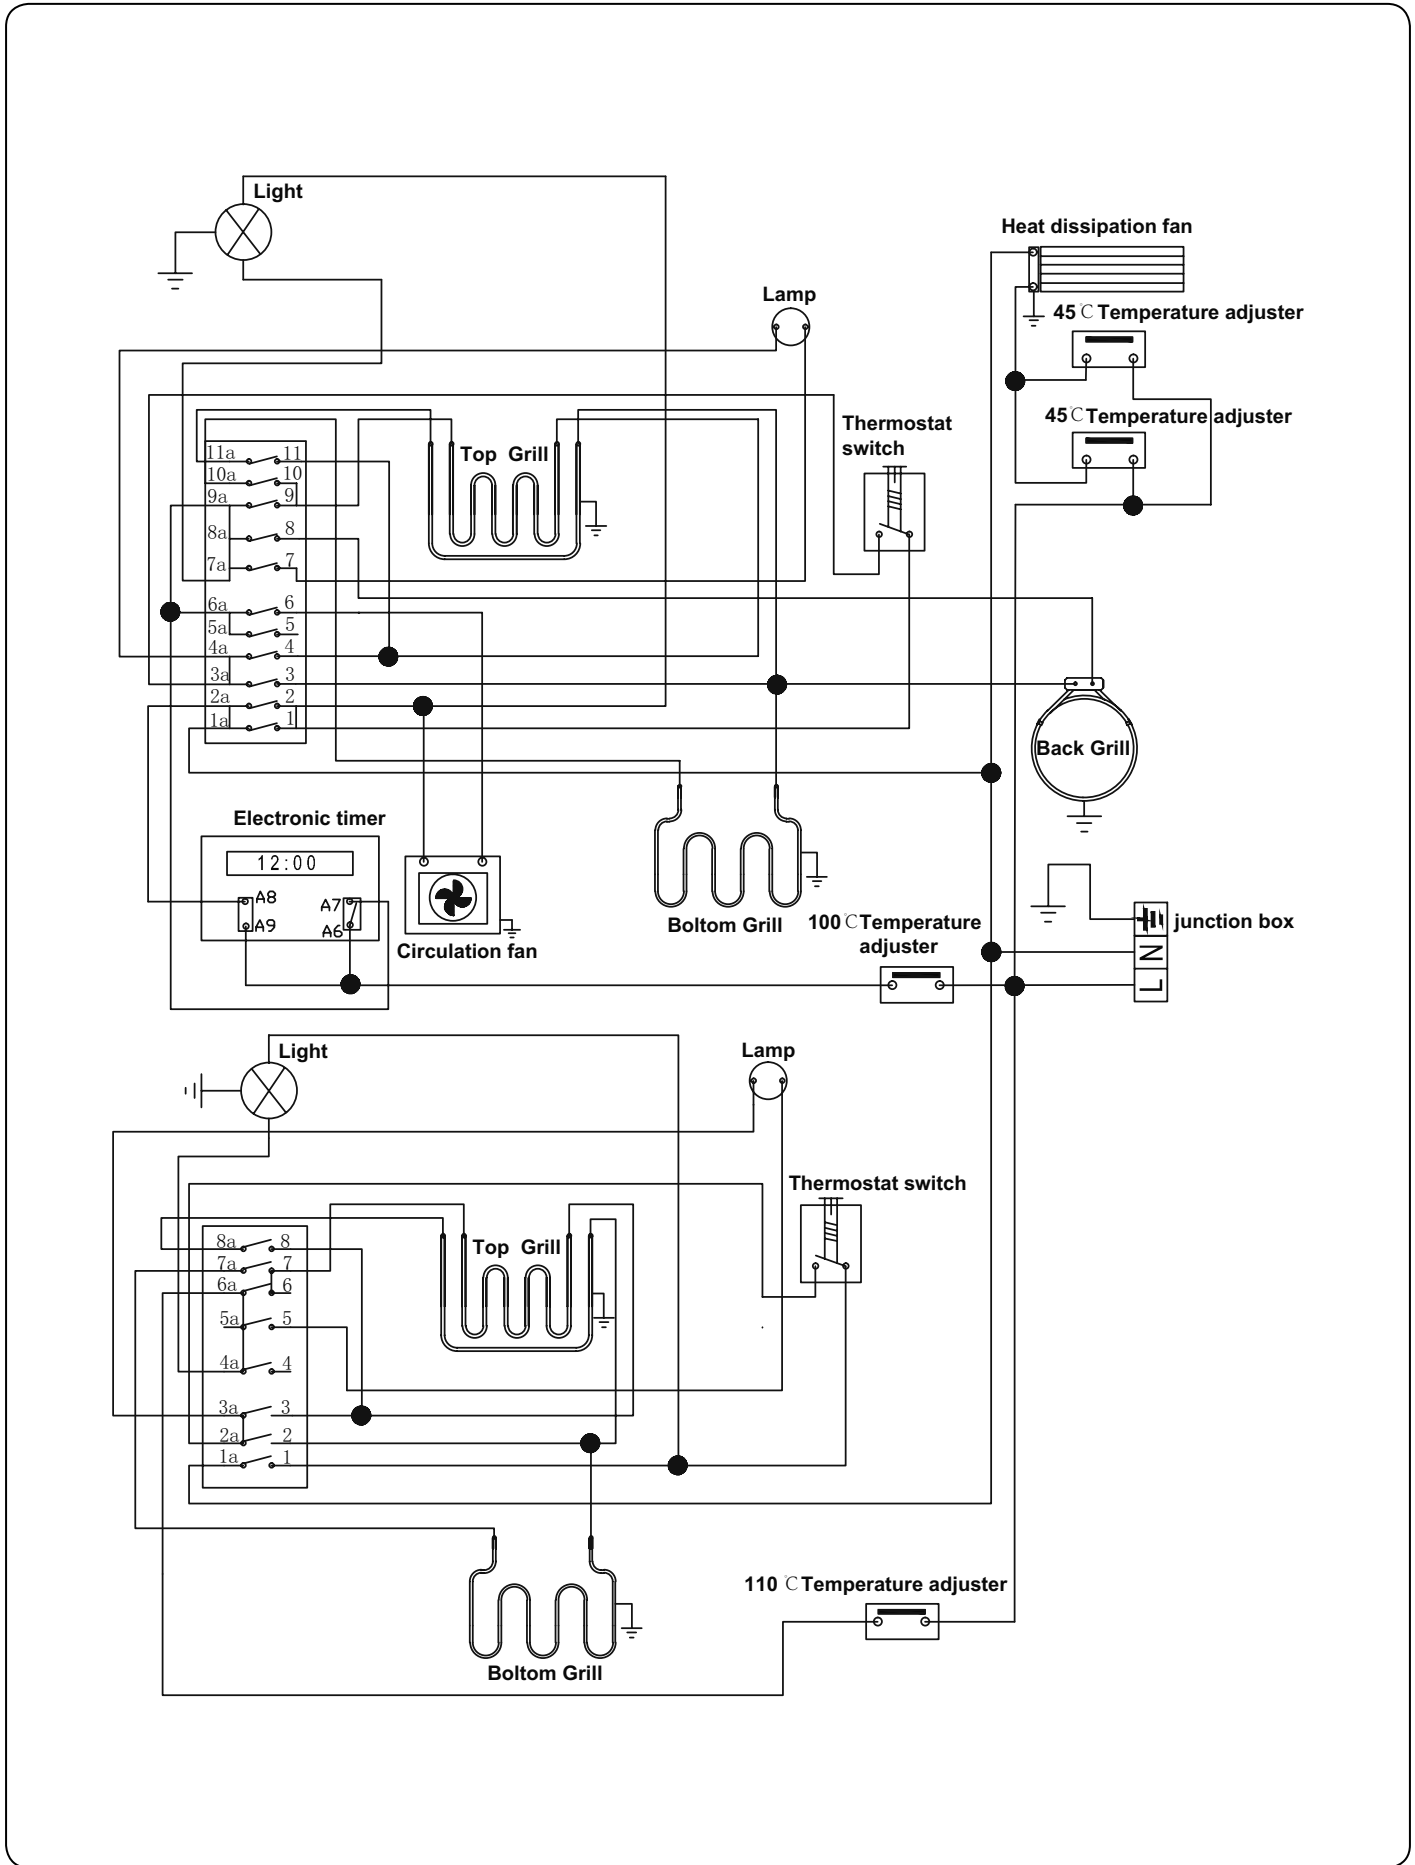 Light
Heat dissipation fan
Lamp
45℃Temperature adjuster
45℃Temperature adjuster
Thermostat
switch
Top Grill
11a 11
10a 10
9a 9
8a 8
7a 7
6a 6
5a 5
4a 4
3a 3
2a 2
1a 1
Back Grill
Electronic timer
12:00
A8
A7
A9
A6
Circulation fan
Boltom Grill
100℃Temperature
adjuster
junction box
N
L
Light
Lamp
Thermostat switch
Top Grill
8a 8
7a 7
6a 6
5a 5
4a 4
3a 3
2a 2
1a 1
110 ℃Temperature adjuster
Boltom Grill